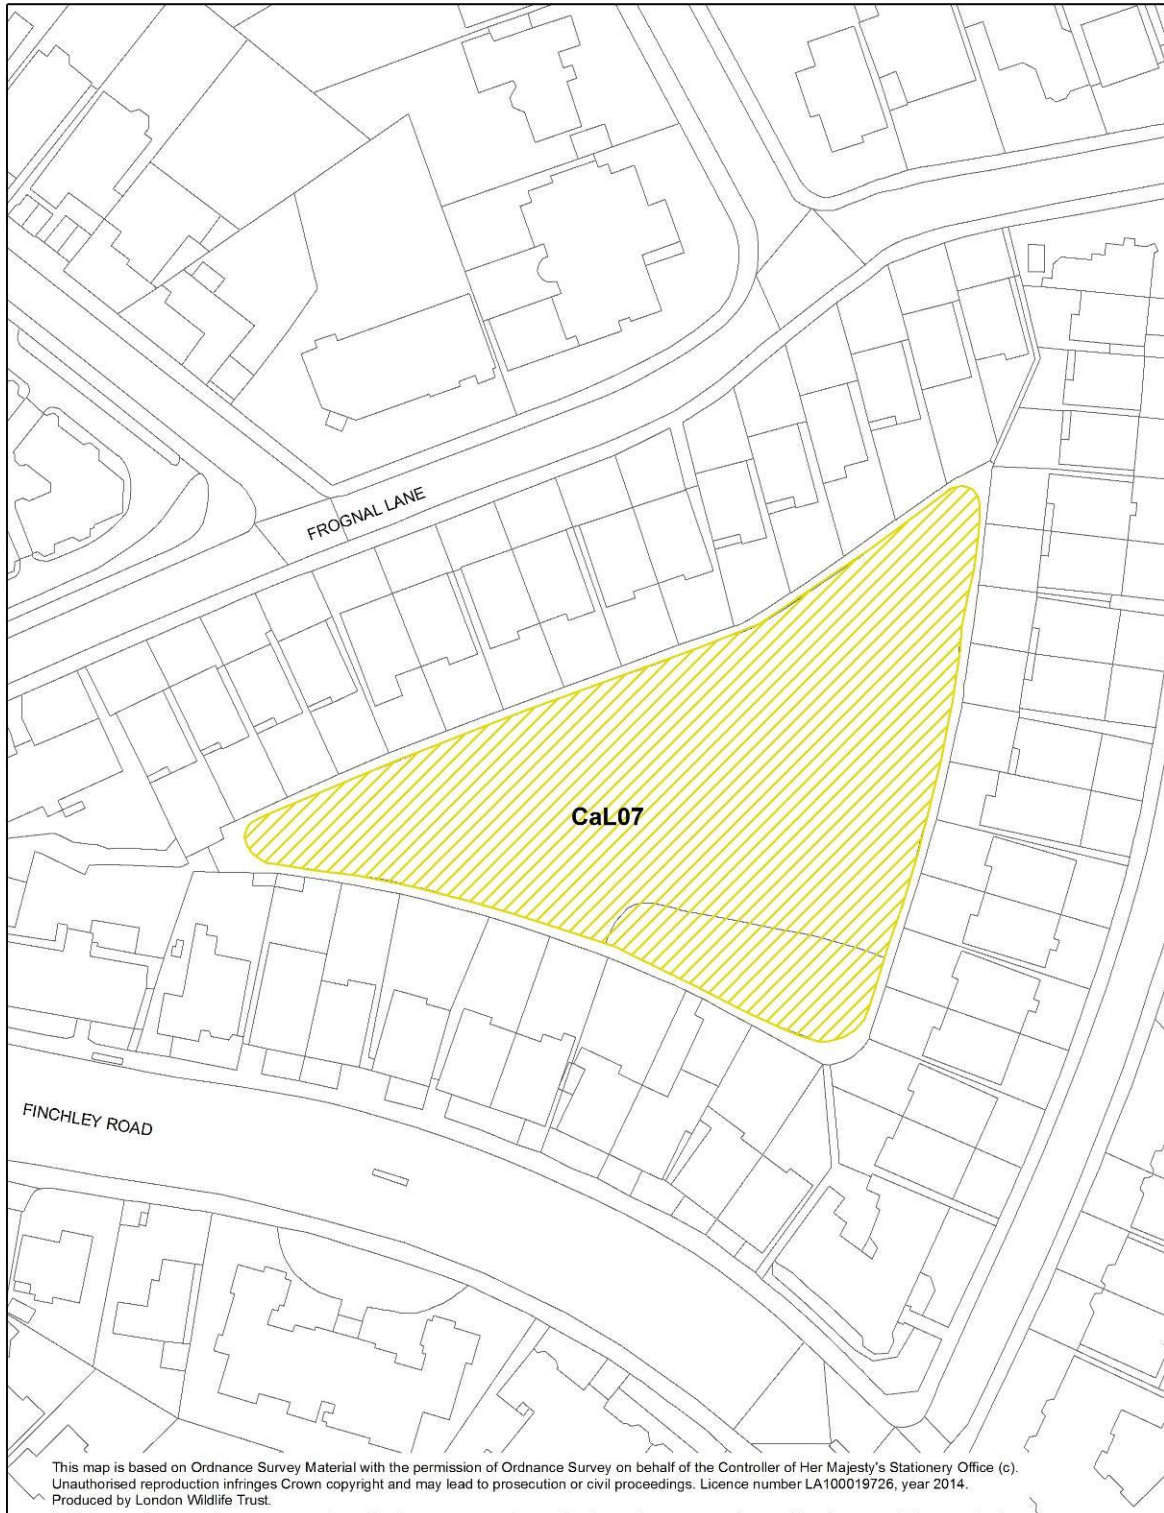 FROGNAL LANE
CaL07
FINCHLEY ROAD
This map is based on Ordnance Survey Material with the permission of Ordnance Survey on behalf of the Controller of Her Majesty's Stationery Office (c).
Unauthorised reproduction infringes Crown copyright and may lead to prosecution or civil proceedings. Licence number LA100019726, year 2014.
Produced by London Wildlife Trust.